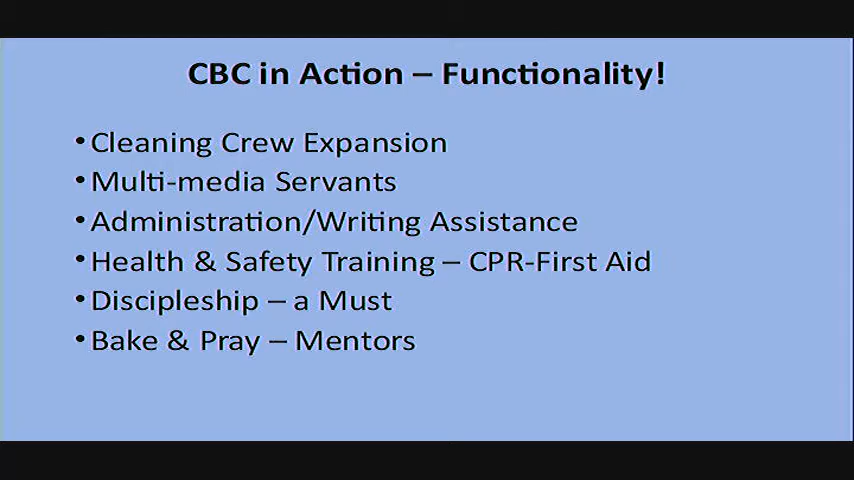 CBC in Action – Functionality!
• Cleaning Crew Expansion
• Multi-media Servants
• Administration/Writing Assistance
• Health & Safety Training – CPR-First Aid
• Discipleship – a Must
• Bake & Pray – Mentors